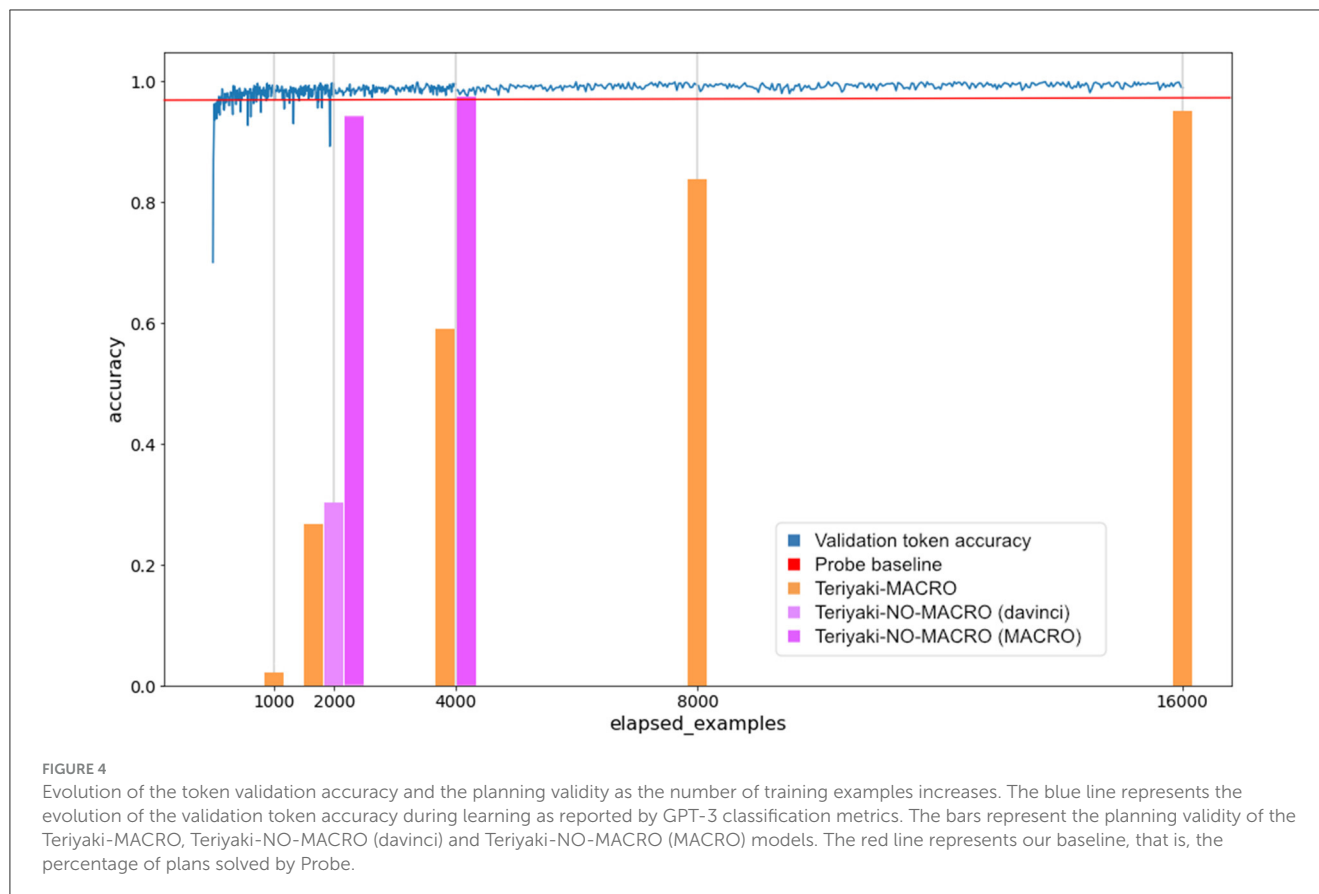 1.0
0.8
0.6
0.4
0.2
0.0
accuracy
Validation token accuracy
Probe baseline
Teriyaki-MACRO
Teriyaki-NO-MACRO (davinci)
Teriyaki-NO-MACRO (MACRO)
1000 2000 4000 8000 16000
elapsed_examples
FIGURE 4
Evolution of the token validation accuracy and the planning validity as the number of training examples increases. The blue line represents the
evolution of the validation token accuracy during learning as reported by GPT-3 classification metrics. The bars represent the planning validity of the
Teriyaki-MACRO, Teriyaki-NO-MACRO (davinci) and Teriyaki-NO-MACRO (MACRO) models. The red line represents our baseline, that is, the
percentage of plans solved by Probe.